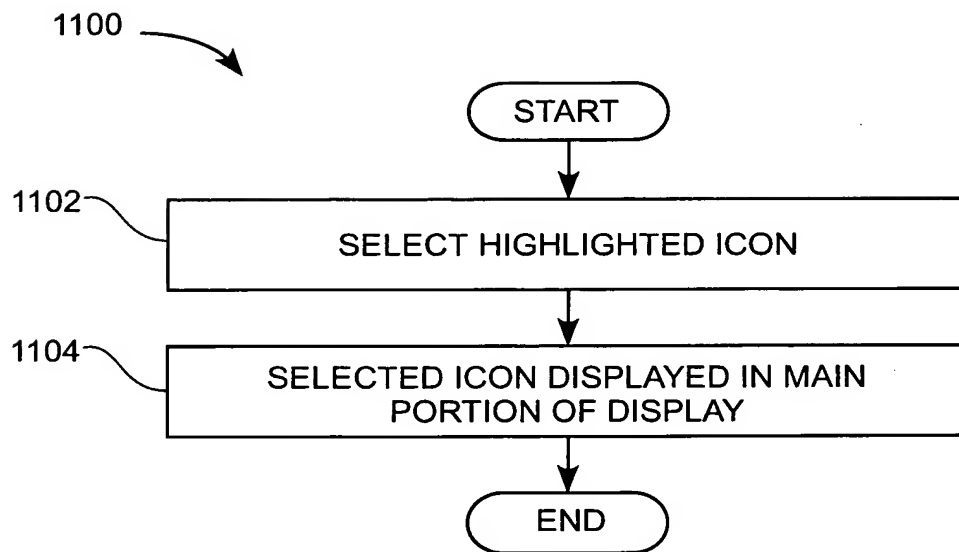 1100
START
1102
SELECT HIGHLIGHTED ICON
1104
SELECTED ICON DISPLAYED IN MAIN
PORTION OF DISPLAY
END